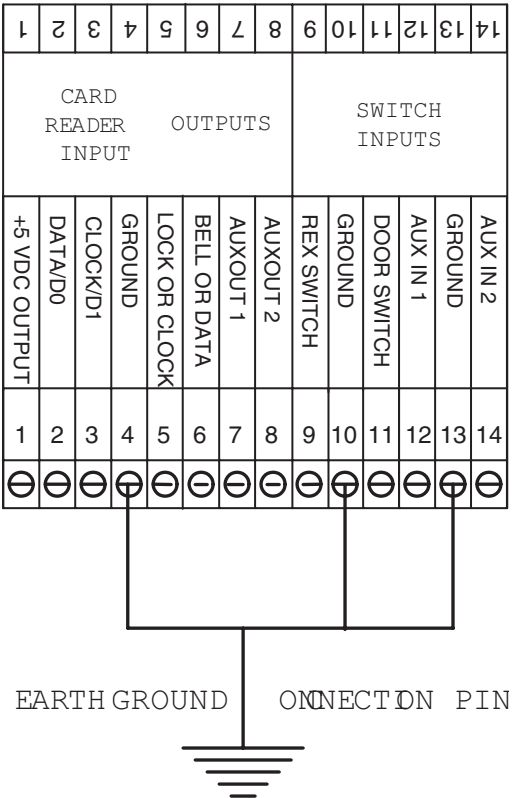 1 2 3 4 5 6 7 8 9 10 11 12 13 14
CARD
READER
INPUT
OUTPUTS
SWITCH
INPUTS
+5 VDC OUTPUT
DATA/D0
CLOCK/D1
GROUND
LOCK OR CLOCK
BELL OR DATA
AUXOUT 1
AUXOUT 2
REX SWITCH
GROUND
DOOR SWITCH
AUX IN 1
GROUND
AUX IN 2
1 2 3 4 5 6 7 8 9 10 11 12 13 14
EARTH GROUND ONNECTION PIN